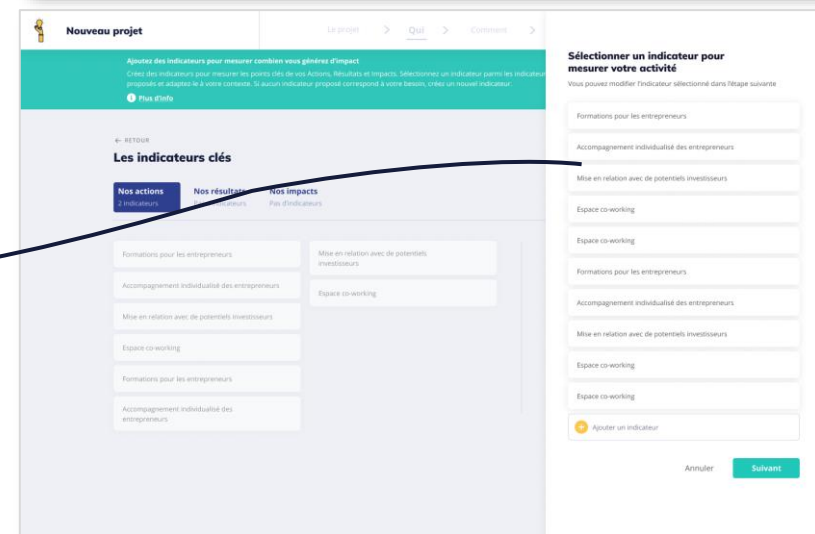 Nouveau projet
Le projet > Qui > Comment >
Ajoutez des indicateurs pour mesurer combien vous générez d'impact
Créez des indicateurs pour mesurer les points clés de vos Actions, Résultats et Impacts. Sélectionnez un indicateur parmi les indicateurs
proposés et adaptez-le à votre contexte. Si aucun indicateur proposé correspond à votre besoin, créez un nouvel indicateur.
Plus d'info
← RETOUR
Les indicateurs clés
Nos actions
2 indicateurs
Nos résultats
Nos impacts
Pas d'indicateurs
Formations pour les entrepreneurs
Accompagnement individualisé des entrepreneurs
Mise en relation avec de potentiels investisseurs
Espace co-working
Formations pour les entrepreneurs
Accompagnement individualisé des
entrepreneurs
Mise en relation avec de potentiels
investisseurs
Espace co-working
Sélectionner un indicateur pour
mesurer votre activité
Vous pouvez modifier l'indicateur sélectionné dans l'étape suivante
Formations pour les entrepreneurs
Accompagnement individualisé des entrepreneurs
Mise en relation avec de potentiels investisseurs
Espace co-working
Espace co-working
Formations pour les entrepreneurs
Accompagnement individualisé des entrepreneurs
Mise en relation avec de potentiels investisseurs
Espace co-working
Espace co-working
Ajouter un indicateur
Annuler
Suivant